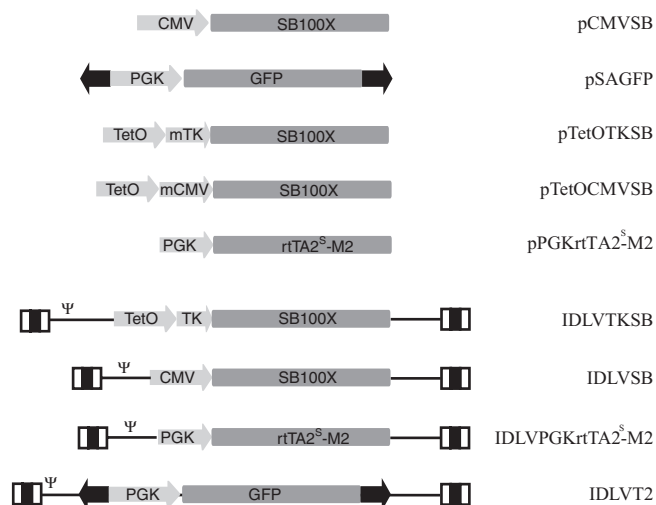 CMV SB100X pCMVSB
PGK GFP pSAGFP
TetO mTK SB100X pTetOTKSB
TetO mCMV SB100X pTetOCMVSB
PGK rtTA2ˢ-M2 pPGKrtTA2ˢ-M2
Ψ TetO TK SB100X IDLVTKSB
Ψ CMV SB100X IDLVSB
Ψ PGK rtTA2ˢ-M2 IDLVPGKrtTA2ˢ-M2
Ψ PGK GFP IDLVT2